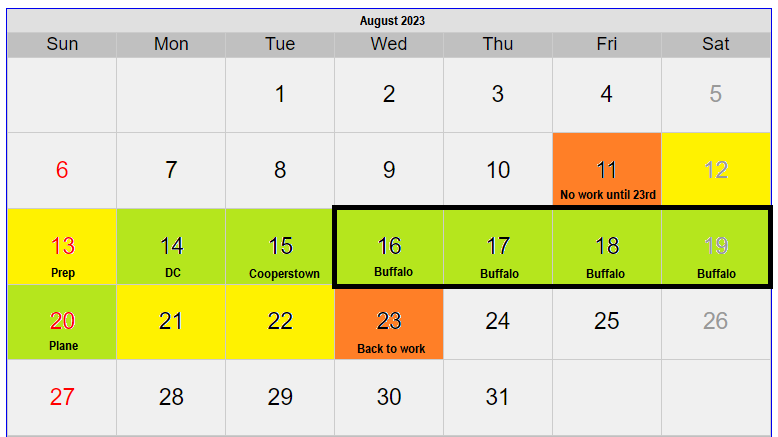 August 2023
Sun Mon Tue Wed Thu Fri Sat
1 2 3 4 5
6 7 8 9 10 11 12
No work until 23rd
13 14 15 16 17 18 19
Prep DC Cooperstown Buffalo Buffalo Buffalo Buffalo
20 21 22 23 24 25 26
Plane Back to work
27 28 29 30 31